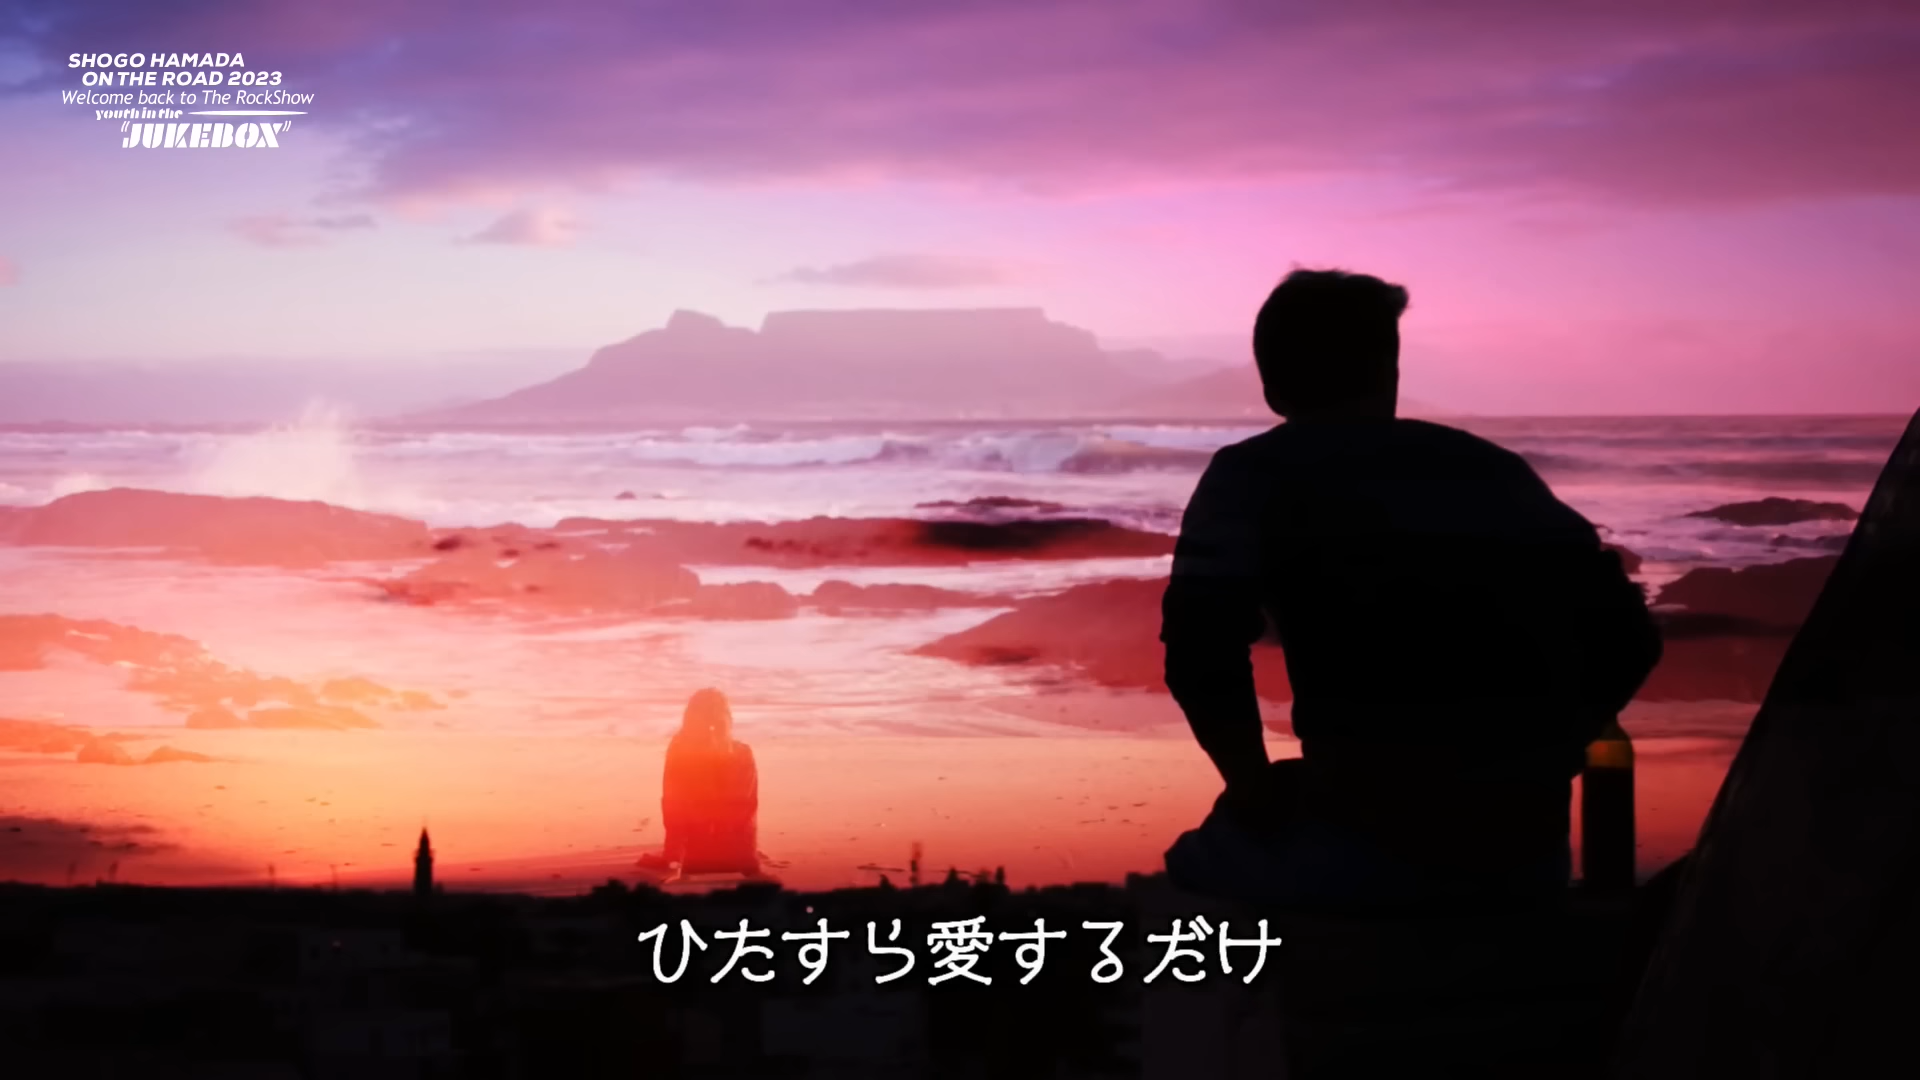 SHOGO HAMADA
ON THE ROAD 2023
Welcome back to The RockShow
youth in the
"JUKEBOX"
ひたすら愛するだけ